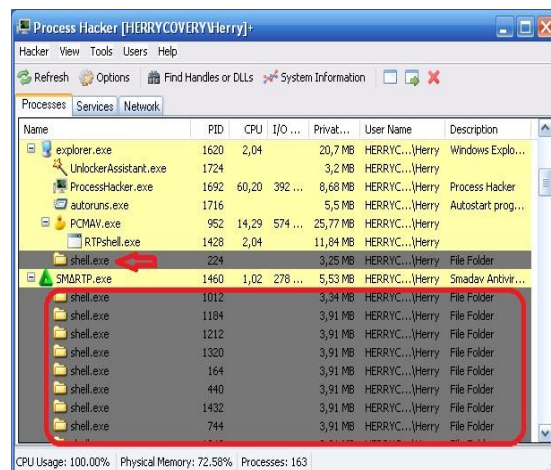 Process Hacker [HERRYCOVERY\Herry]+
Hacker View Tools Users Help
Refresh Options Find Handles or DLLs System Information
Processes Services Network
Name PID CPU I/O ... Privat... User Name Description
explorer.exe 1620 2,04 20,7 MB HERRYC...\Herry Windows Explo...
UnlockerAssistant.exe 1724 3,2 MB HERRYC...\Herry
ProcessHacker.exe 1692 60,20 392 ... 8,68 MB HERRYC...\Herry Process Hacker
autoruns.exe 1716 5,5 MB HERRYC...\Herry Autostart prog...
PCMAV.exe 952 14,29 574 ... 25,77 MB HERRYC...\Herry
RTPshell.exe 1428 2,04 11,84 MB HERRYC...\Herry
shell.exe 224 3,25 MB HERRYC...\Herry File Folder
SMΔRTP.exe 1460 1,02 278 ... 5,53 MB HERRYC...\Herry Smadav Antivir...
shell.exe 1012 3,34 MB HERRYC...\Herry File Folder
shell.exe 1184 3,91 MB HERRYC...\Herry File Folder
shell.exe 1212 3,91 MB HERRYC...\Herry File Folder
shell.exe 1320 3,91 MB HERRYC...\Herry File Folder
shell.exe 164 3,91 MB HERRYC...\Herry File Folder
shell.exe 440 3,91 MB HERRYC...\Herry File Folder
shell.exe 1432 3,91 MB HERRYC...\Herry File Folder
shell.exe 744 3,91 MB HERRYC...\Herry File Folder
CPU Usage: 100.00% Physical Memory: 72.58% Processes: 163